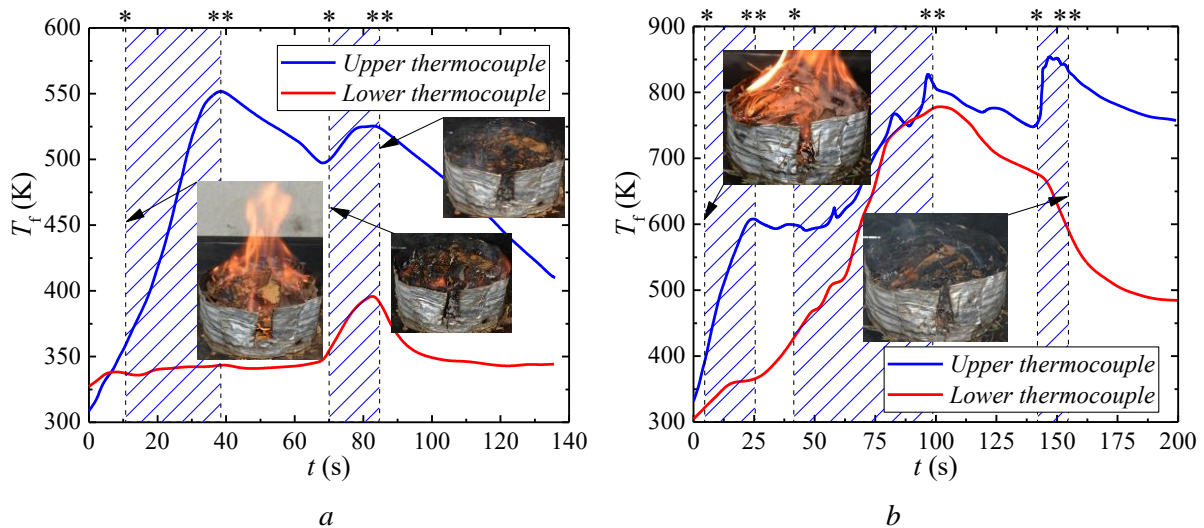 * ** * **
600
550
500
450
400
350
300
T_f (K)
Upper thermocouple
Lower thermocouple
0 20 40 60 80 100 120 140
t (s)
a
* ** * ** * **
900
800
700
600
500
400
300
T_f (K)
Upper thermocouple
Lower thermocouple
0 25 50 75 100 125 150 175 200
t (s)
b